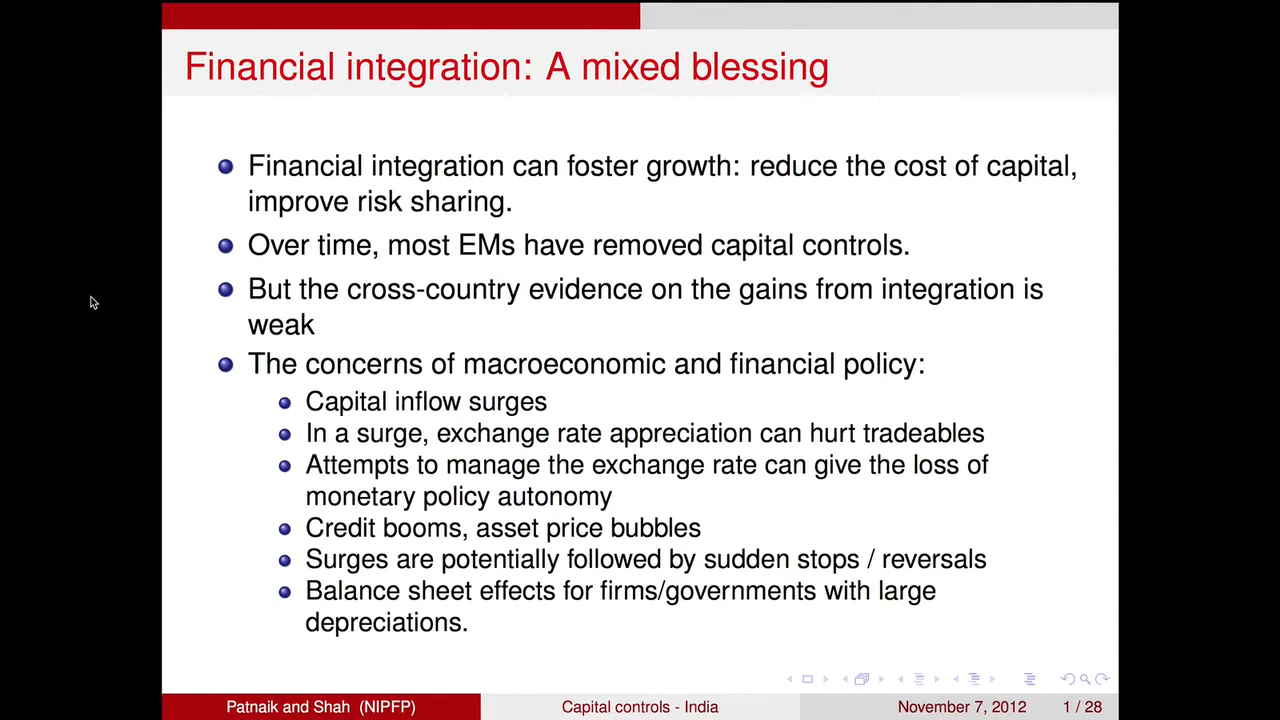 Financial integration: A mixed blessing
Financial integration can foster growth: reduce the cost of capital,
improve risk sharing.
Over time, most EMs have removed capital controls.
But the cross-country evidence on the gains from integration is
weak
The concerns of macroeconomic and financial policy:
Capital inflow surges
In a surge, exchange rate appreciation can hurt tradeables
Attempts to manage the exchange rate can give the loss of
monetary policy autonomy
Credit booms, asset price bubbles
Surges are potentially followed by sudden stops / reversals
Balance sheet effects for firms/governments with large
depreciations.
Patnaik and Shah (NIPFP) Capital controls - India November 7, 2012 1 / 28